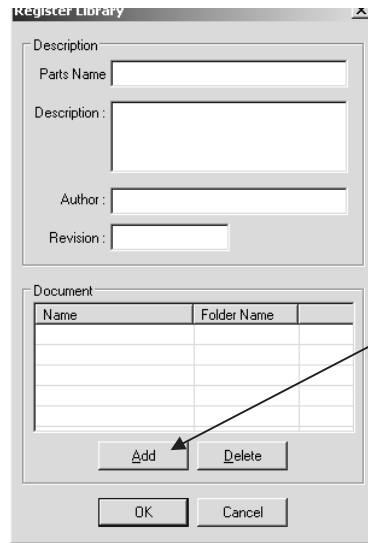 Register Library
Description
Parts Name
Description :
Author :
Revision :
Document
Name Folder Name
Add Delete
OK Cancel